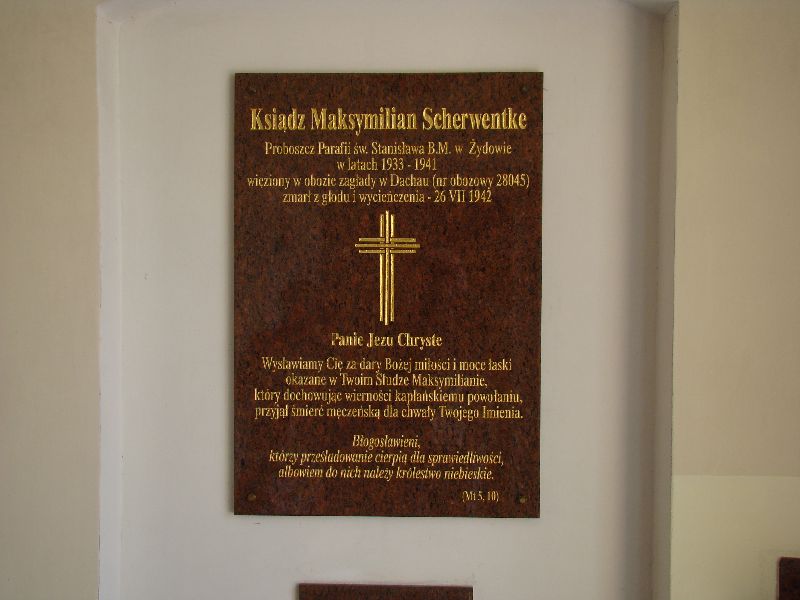 Ksiądz Maksymilian Scherwentke
Proboszcz Parafii św. Stanisława B.M. w Żydowie
w latach 1933 - 1941
więziony w obozie zagłady w Dachau (nr obozowy 28045)
zmarł z głodu i wycieńczenia - 26 VII 1942
Panie Jezu Chryste
Wysławiamy Cię za dary Bożej miłości i moce łaski
okazane w Twoim Słudze Maksymilianie,
który dochowując wierności kapłańskiemu powołaniu,
przyjął śmierć męczeńską dla chwały Twojego Imienia.
Błogosławieni,
którzy prześladowanie cierpią dla sprawiedliwości,
albowiem do nich należy królestwo niebieskie.
(Mt 5, 10)